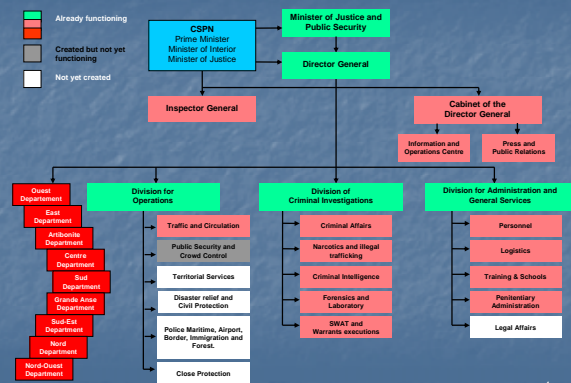 Already functioning
Created but not yet
functioning
Not yet created
CSPN
Prime Minister
Minister of Interior
Minister of Justice
Minister of Justice and
Public Security
Director General
Inspector General
Cabinet of the
Director General
Information and
Operations Centre
Press and
Public Relations
Ouest
Departement
East
Department
Artibonite
Department
Centre
Department
Sud
Department
Grande Anse
Department
Sud-Est
Department
Nord
Department
Nord-Ouest
Department
Division for
Operations
Traffic and Circulation
Public Security and
Crowd Control
Territorial Services
Disaster relief and
Civil Protection
Police Maritime, Airport,
Border, Immigration and
Forest.
Close Protection
Division of
Criminal Investigations
Criminal Affairs
Narcotics and illegal
trafficking
Criminal Intelligence
Forensics and
Laboratory
SWAT and
Warrants executions
Division for Administration and
General Services
Personnel
Logistics
Training & Schools
Penitentiary
Administration
Legal Affairs